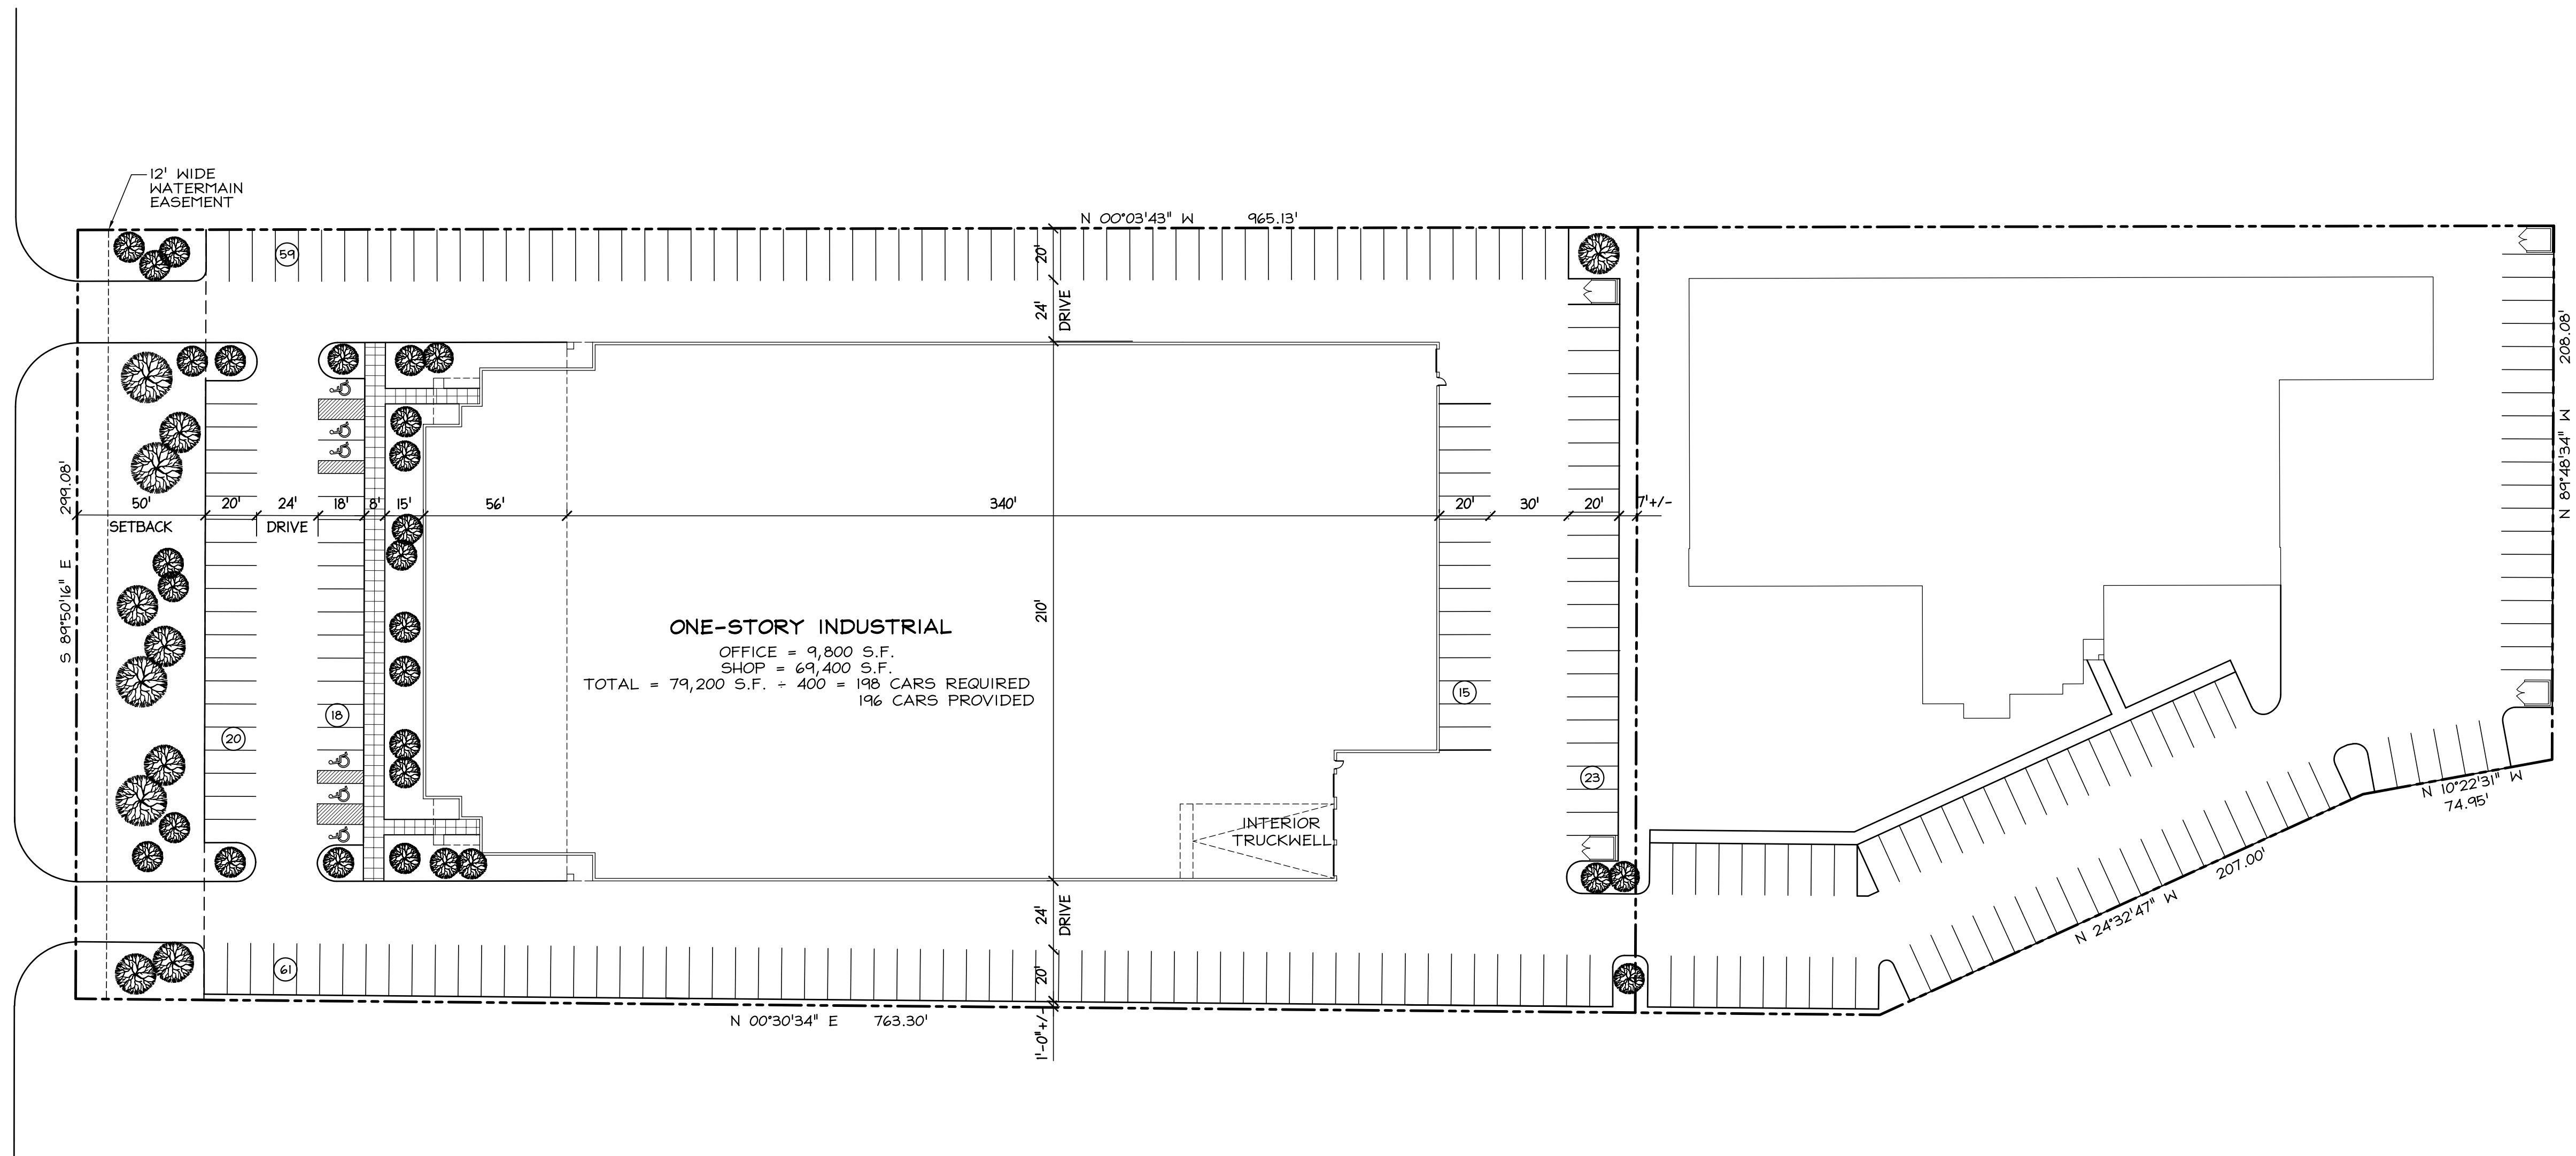 12' WIDE
WATERMAIN
EASEMENT
N 00°03'43" W 965.13'
59
20'
24'
DRIVE
S 89°50'16" E 299.08'
50'
SETBACK
20'
24'
DRIVE
18'
8'
15'
56'
340'
20'
30'
20'
7'+/-
208.08'
N 89°48'34" W
210'
ONE-STORY INDUSTRIAL
OFFICE = 9,800 S.F.
SHOP = 69,400 S.F.
TOTAL = 79,200 S.F. ÷ 400 = 198 CARS REQUIRED
196 CARS PROVIDED
15
18
20
23
INTERIOR
TRUCKWELL
N 10°22'31" W
74.95'
N 24°32'47" W 207.00'
24'
DRIVE
61
20'
1'-0"+/-
N 00°30'34" E 763.30'